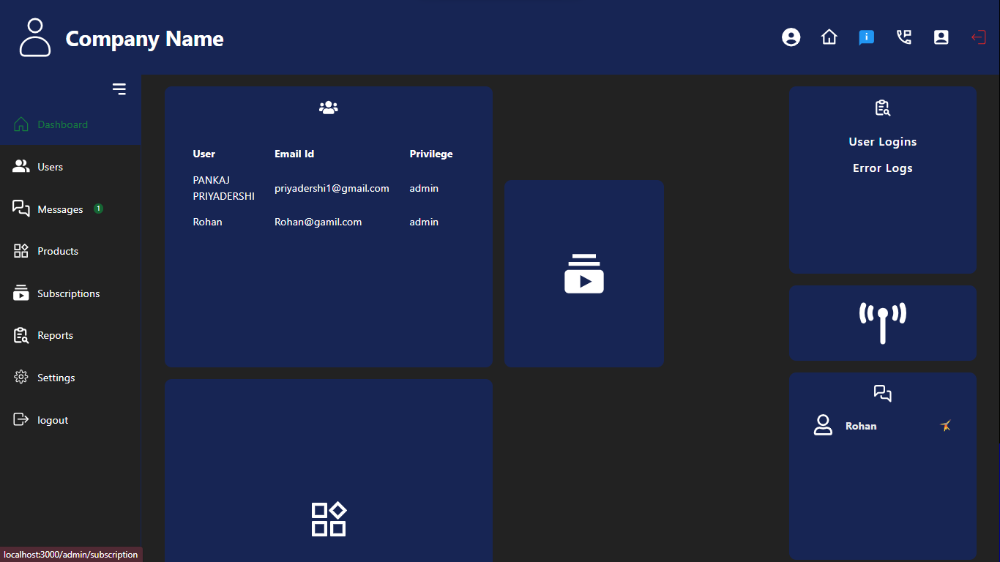 Company Name
Dashboard
Users
Messages 1
Products
Subscriptions
Reports
Settings
logout
User Email Id Privilege
PANKAJ
PRIYADERSHI priyadershi1@gmail.com admin
Rohan Rohan@gamil.com admin
User Logins
Error Logs
Rohan
localhost:3000/admin/subscription